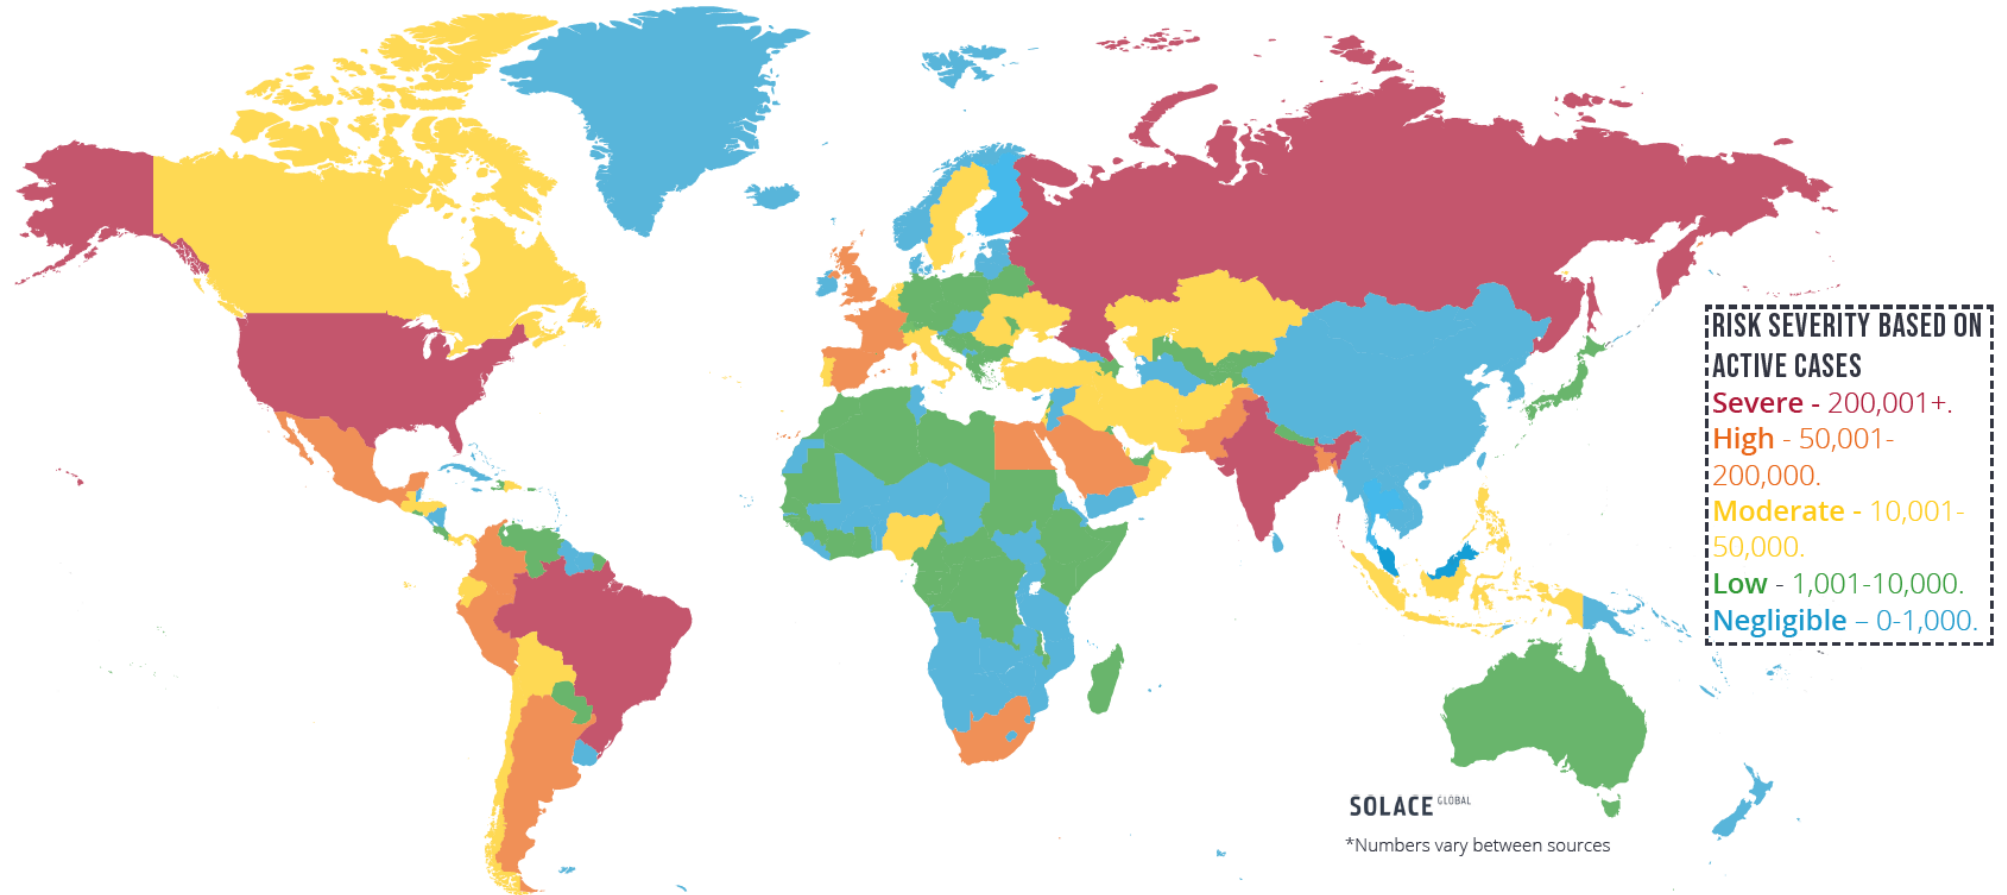 RISK SEVERITY BASED ON
ACTIVE CASES
Severe - 200,001+.
High - 50,001-
200,000.
Moderate - 10,001-
50,000.
Low - 1,001-10,000.
Negligible – 0-1,000.
SOLACE GLOBAL
*Numbers vary between sources